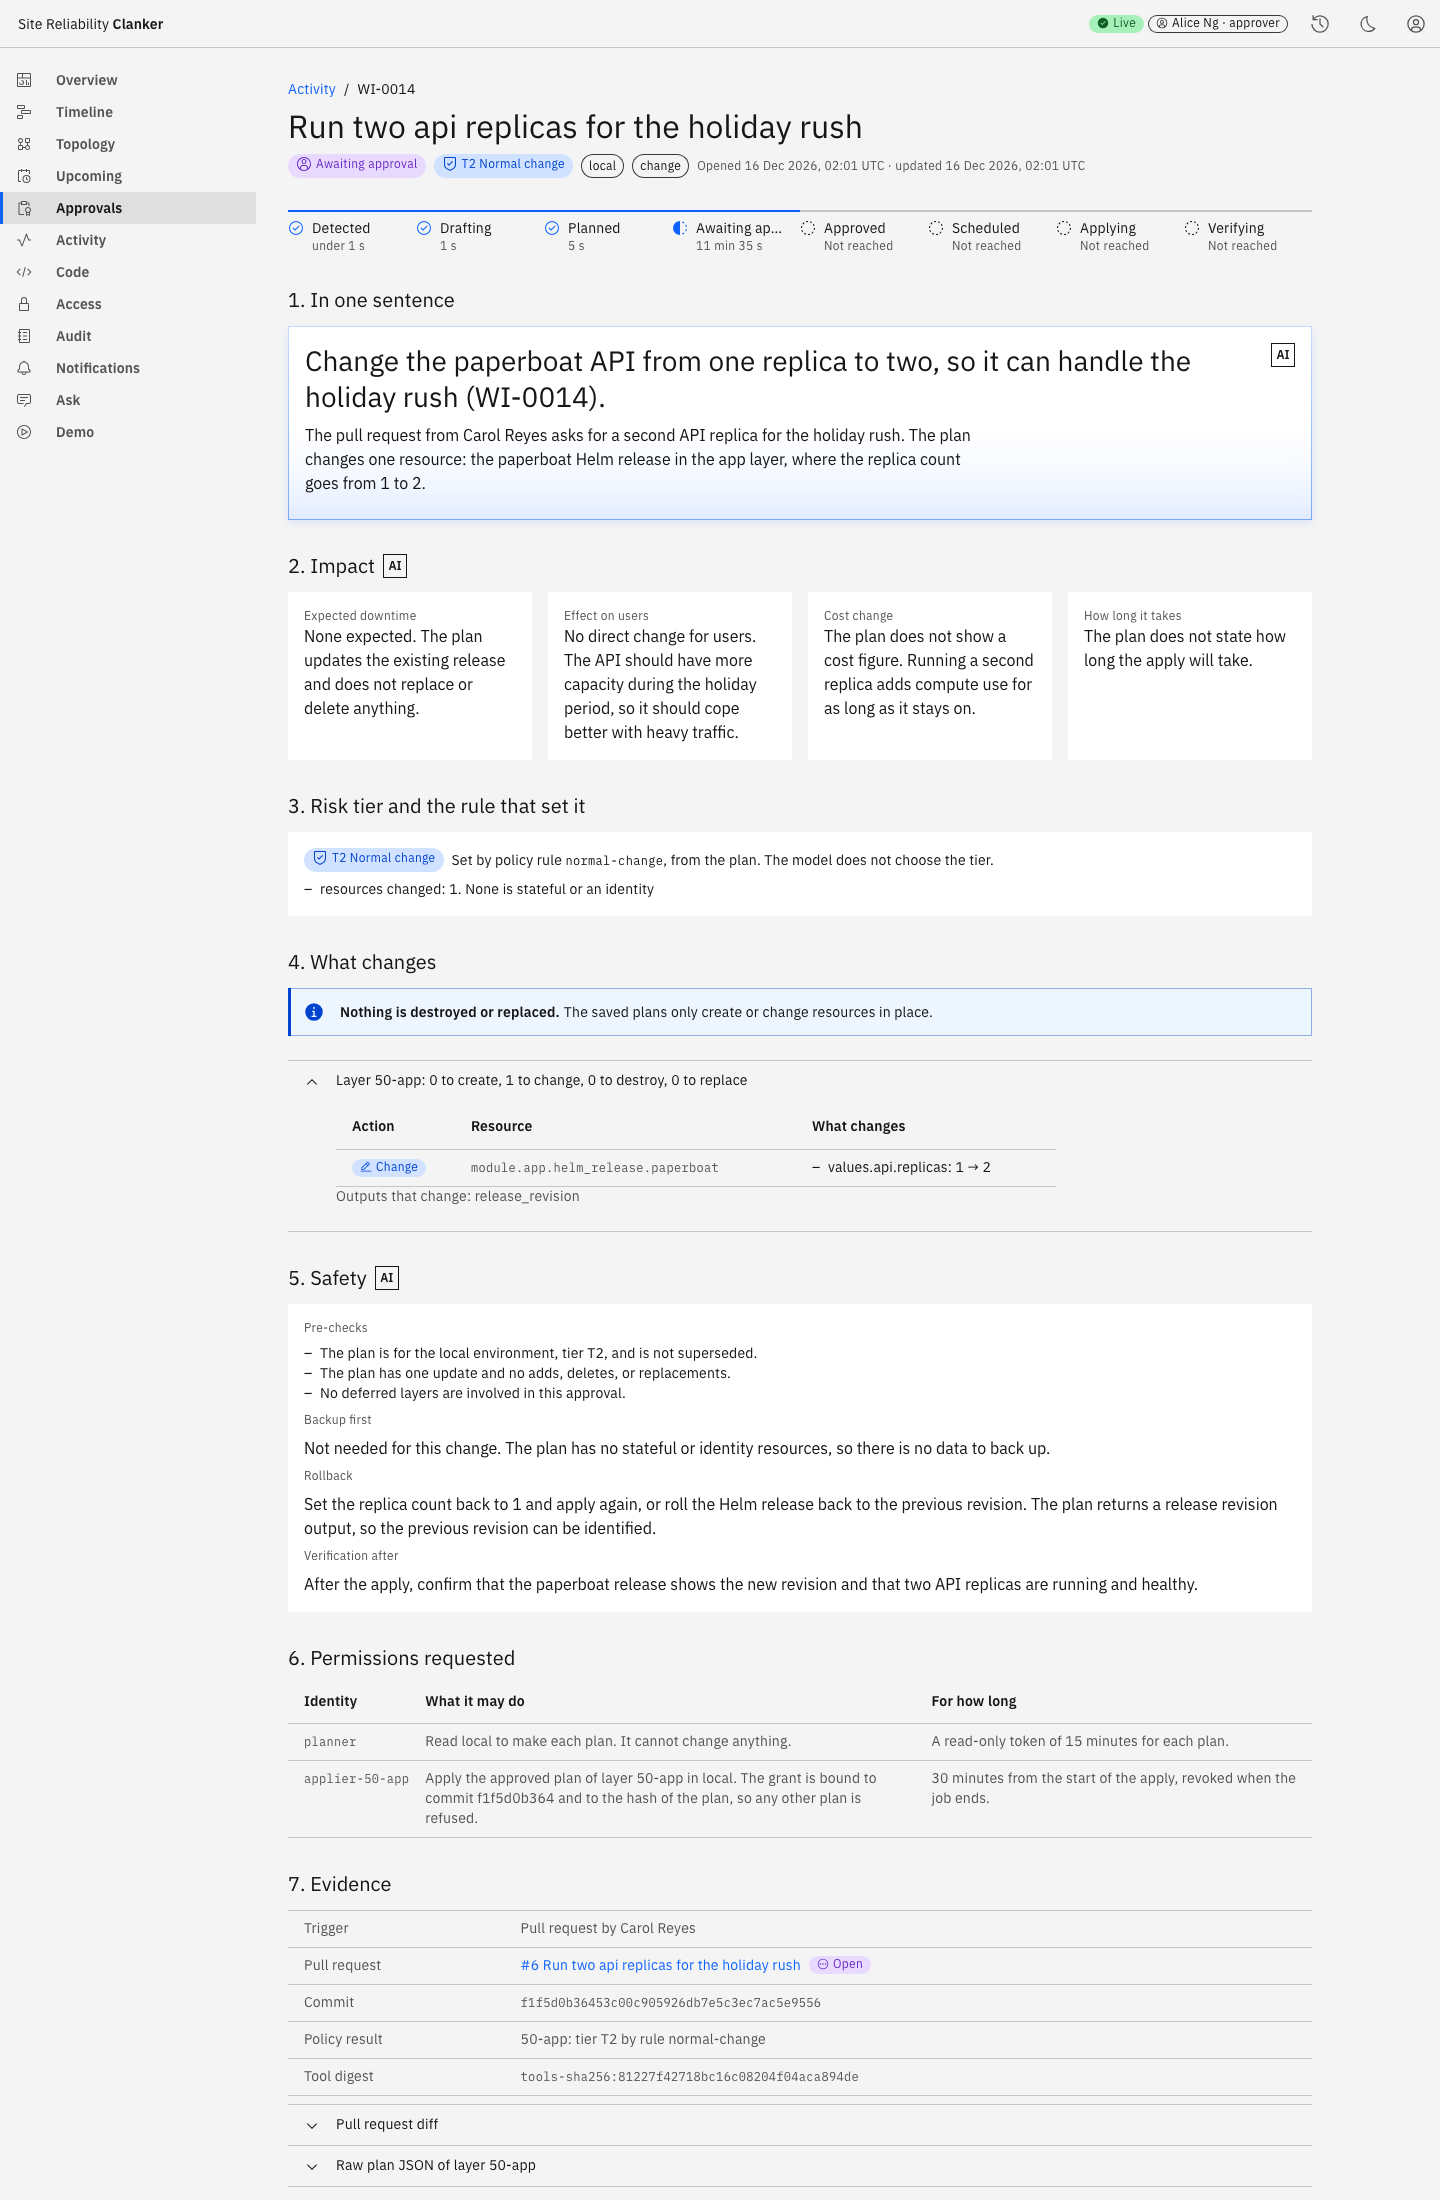 Site Reliability Clanker
Live
Alice Ng · approver
Overview
Timeline
Topology
Upcoming
Approvals
Activity
Code
Access
Audit
Notifications
Ask
Demo
Activity / WI-0014
Run two api replicas for the holiday rush
Awaiting approval
T2 Normal change
local
change
Opened 16 Dec 2026, 02:01 UTC · updated 16 Dec 2026, 02:01 UTC
Detected
under 1 s
Drafting
1 s
Planned
5 s
Awaiting ap...
11 min 35 s
Approved
Not reached
Scheduled
Not reached
Applying
Not reached
Verifying
Not reached
1. In one sentence
Change the paperboat API from one replica to two, so it can handle the
holiday rush (WI-0014).
AI
The pull request from Carol Reyes asks for a second API replica for the holiday rush. The plan
changes one resource: the paperboat Helm release in the app layer, where the replica count
goes from 1 to 2.
2. Impact AI
Expected downtime
None expected. The plan
updates the existing release
and does not replace or
delete anything.
Effect on users
No direct change for users.
The API should have more
capacity during the holiday
period, so it should cope
better with heavy traffic.
Cost change
The plan does not show a
cost figure. Running a second
replica adds compute use for
as long as it stays on.
How long it takes
The plan does not state how
long the apply will take.
3. Risk tier and the rule that set it
T2 Normal change Set by policy rule normal-change, from the plan. The model does not choose the tier.
– resources changed: 1. None is stateful or an identity
4. What changes
Nothing is destroyed or replaced. The saved plans only create or change resources in place.
Layer 50-app: 0 to create, 1 to change, 0 to destroy, 0 to replace
Action Resource What changes
Change module.app.helm_release.paperboat – values.api.replicas: 1 → 2
Outputs that change: release_revision
5. Safety AI
Pre-checks
– The plan is for the local environment, tier T2, and is not superseded.
– The plan has one update and no adds, deletes, or replacements.
– No deferred layers are involved in this approval.
Backup first
Not needed for this change. The plan has no stateful or identity resources, so there is no data to back up.
Rollback
Set the replica count back to 1 and apply again, or roll the Helm release back to the previous revision. The plan returns a release revision
output, so the previous revision can be identified.
Verification after
After the apply, confirm that the paperboat release shows the new revision and that two API replicas are running and healthy.
6. Permissions requested
Identity What it may do For how long
planner Read local to make each plan. It cannot change anything. A read-only token of 15 minutes for each plan.
applier-50-app Apply the approved plan of layer 50-app in local. The grant is bound to
commit f1f5d0b364 and to the hash of the plan, so any other plan is
refused.
30 minutes from the start of the apply, revoked when the
job ends.
7. Evidence
Trigger Pull request by Carol Reyes
Pull request #6 Run two api replicas for the holiday rush Open
Commit f1f5d0b36453c00c905926db7e5c3ec7ac5e9556
Policy result 50-app: tier T2 by rule normal-change
Tool digest tools-sha256:81227f42718bc16c08204f04aca894de
Pull request diff
Raw plan JSON of layer 50-app